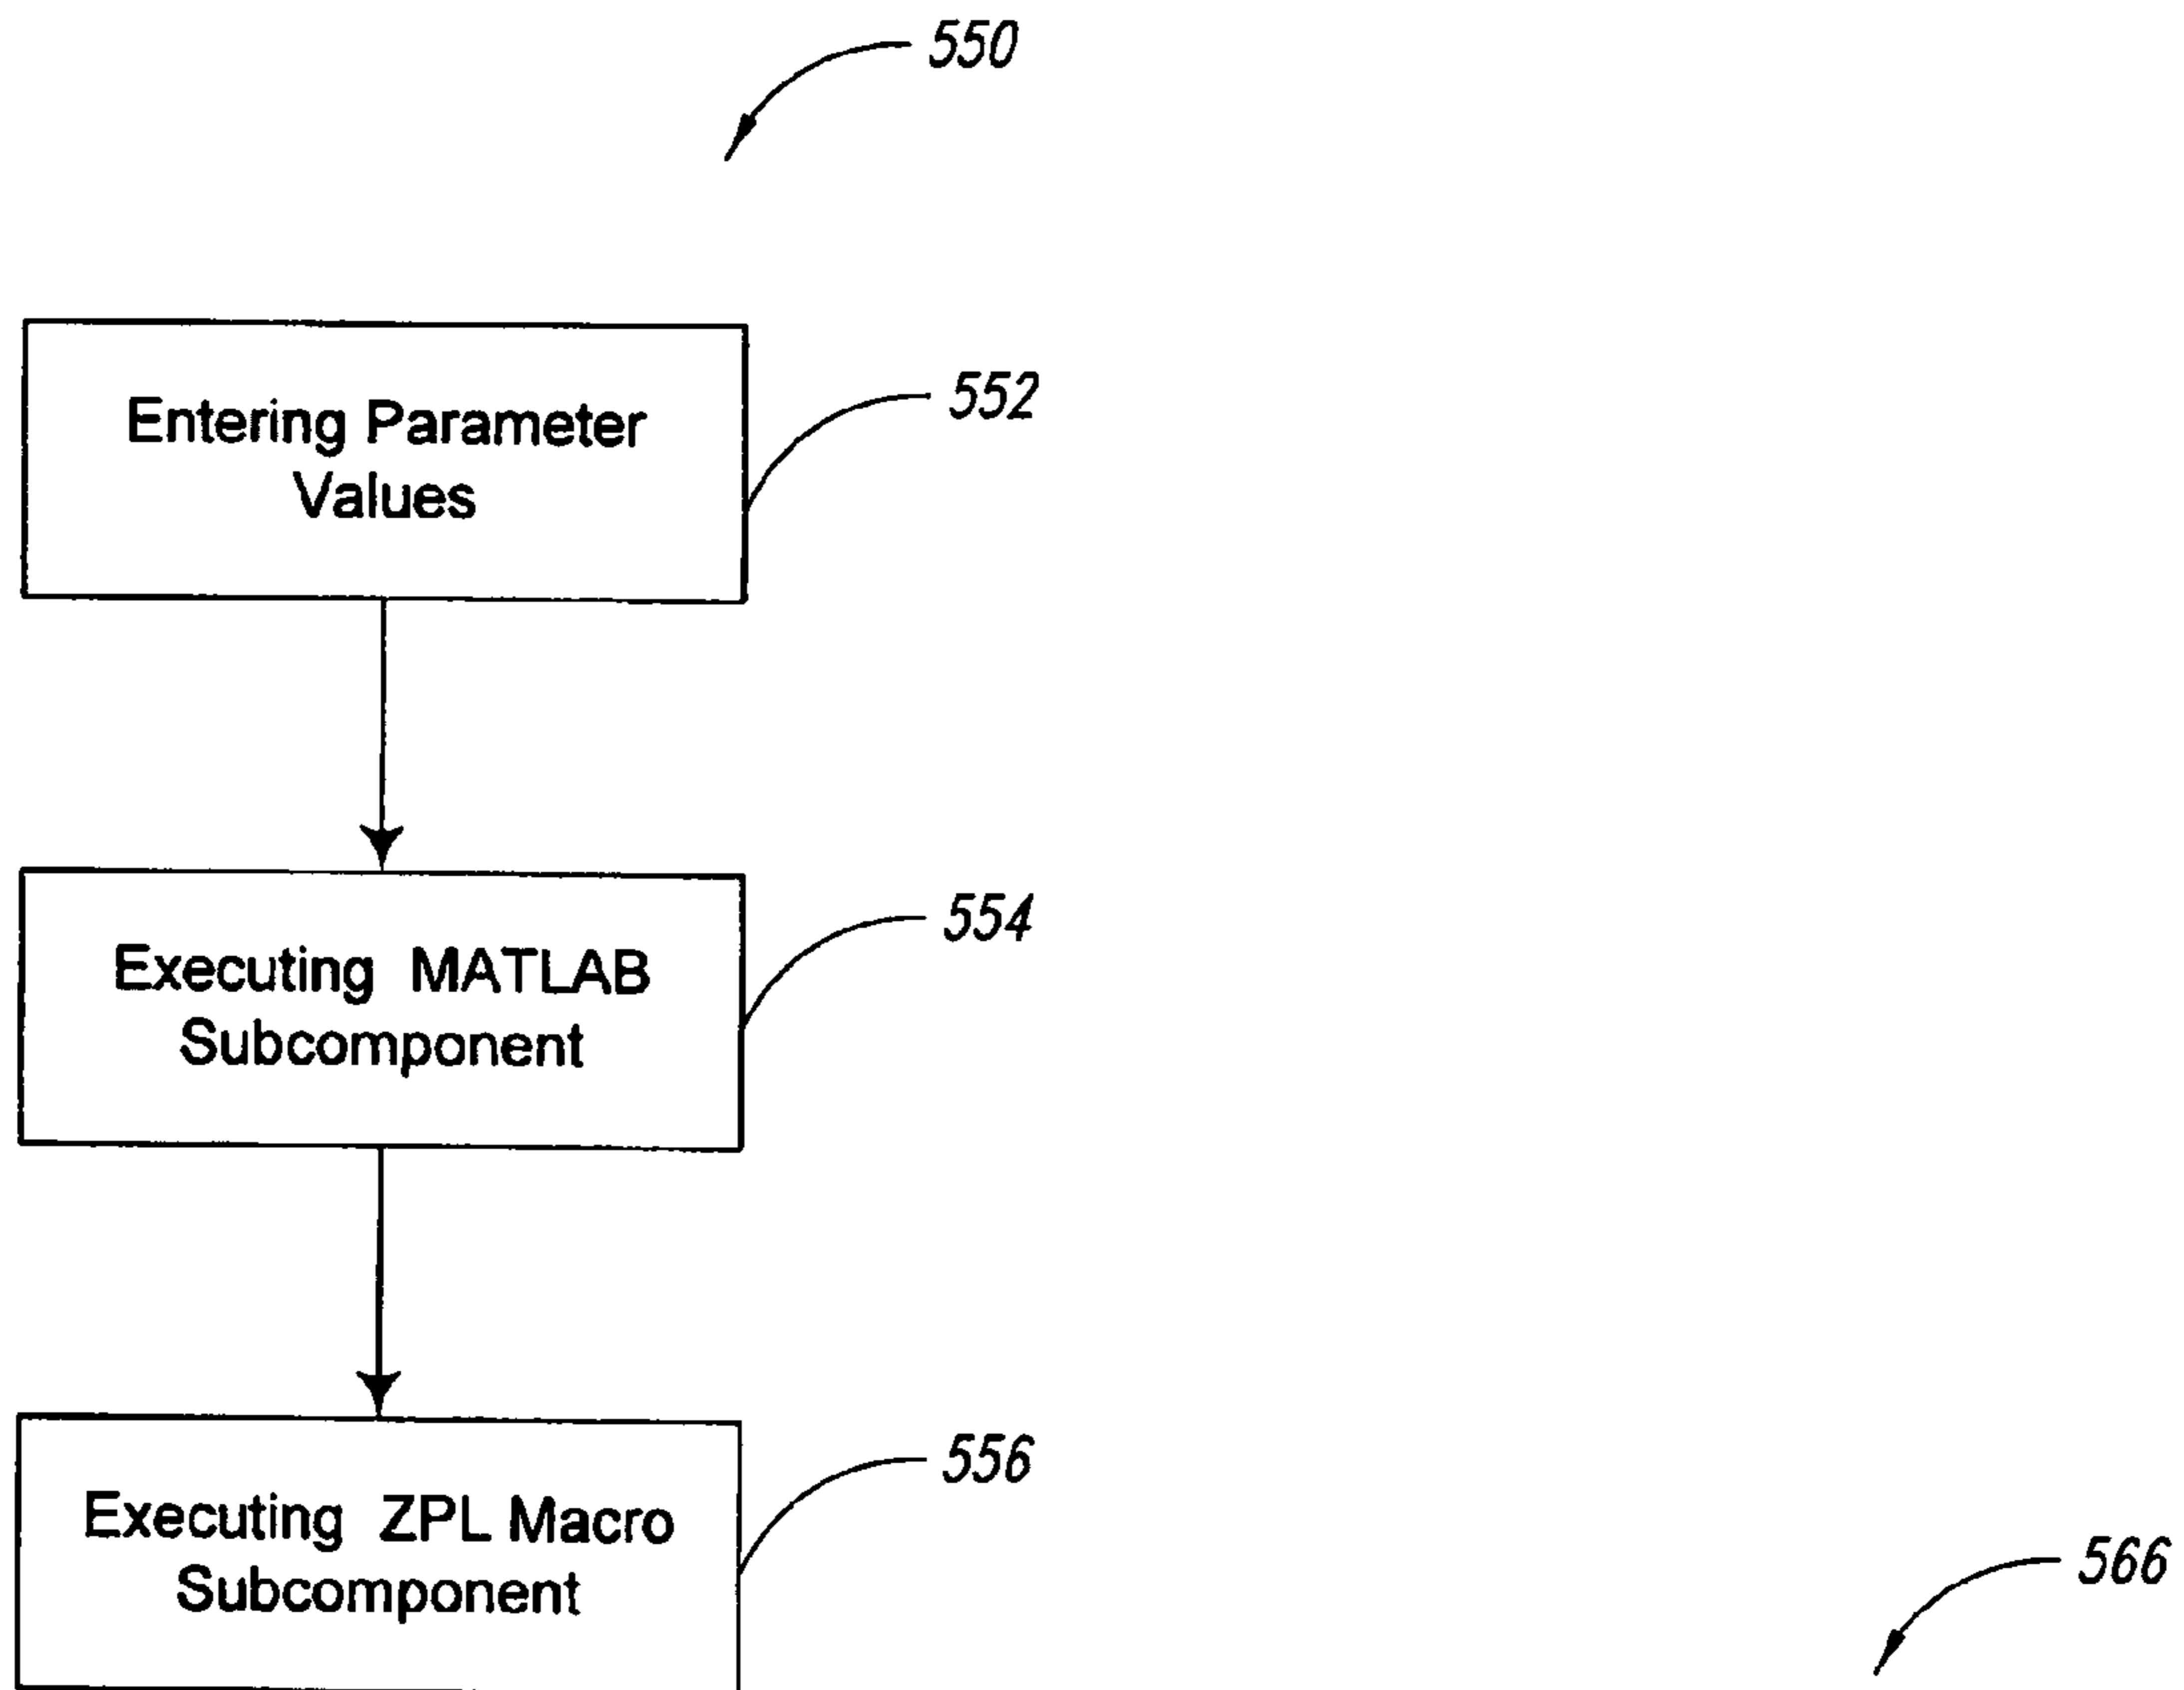 550
Entering Parameter
Values
552
Executing MATLAB
Subcomponent
554
Executing ZPL Macro
Subcomponent
556
566